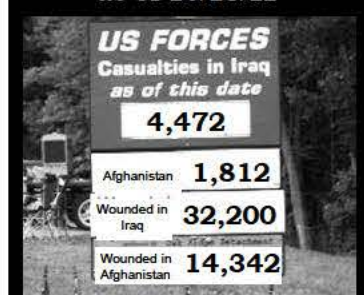 US FORCES
Casualties in Iraq
as of this date
4,472
Afghanistan 1,812
Wounded in
Iraq 32,200
Wounded in
Afghanistan 14,342